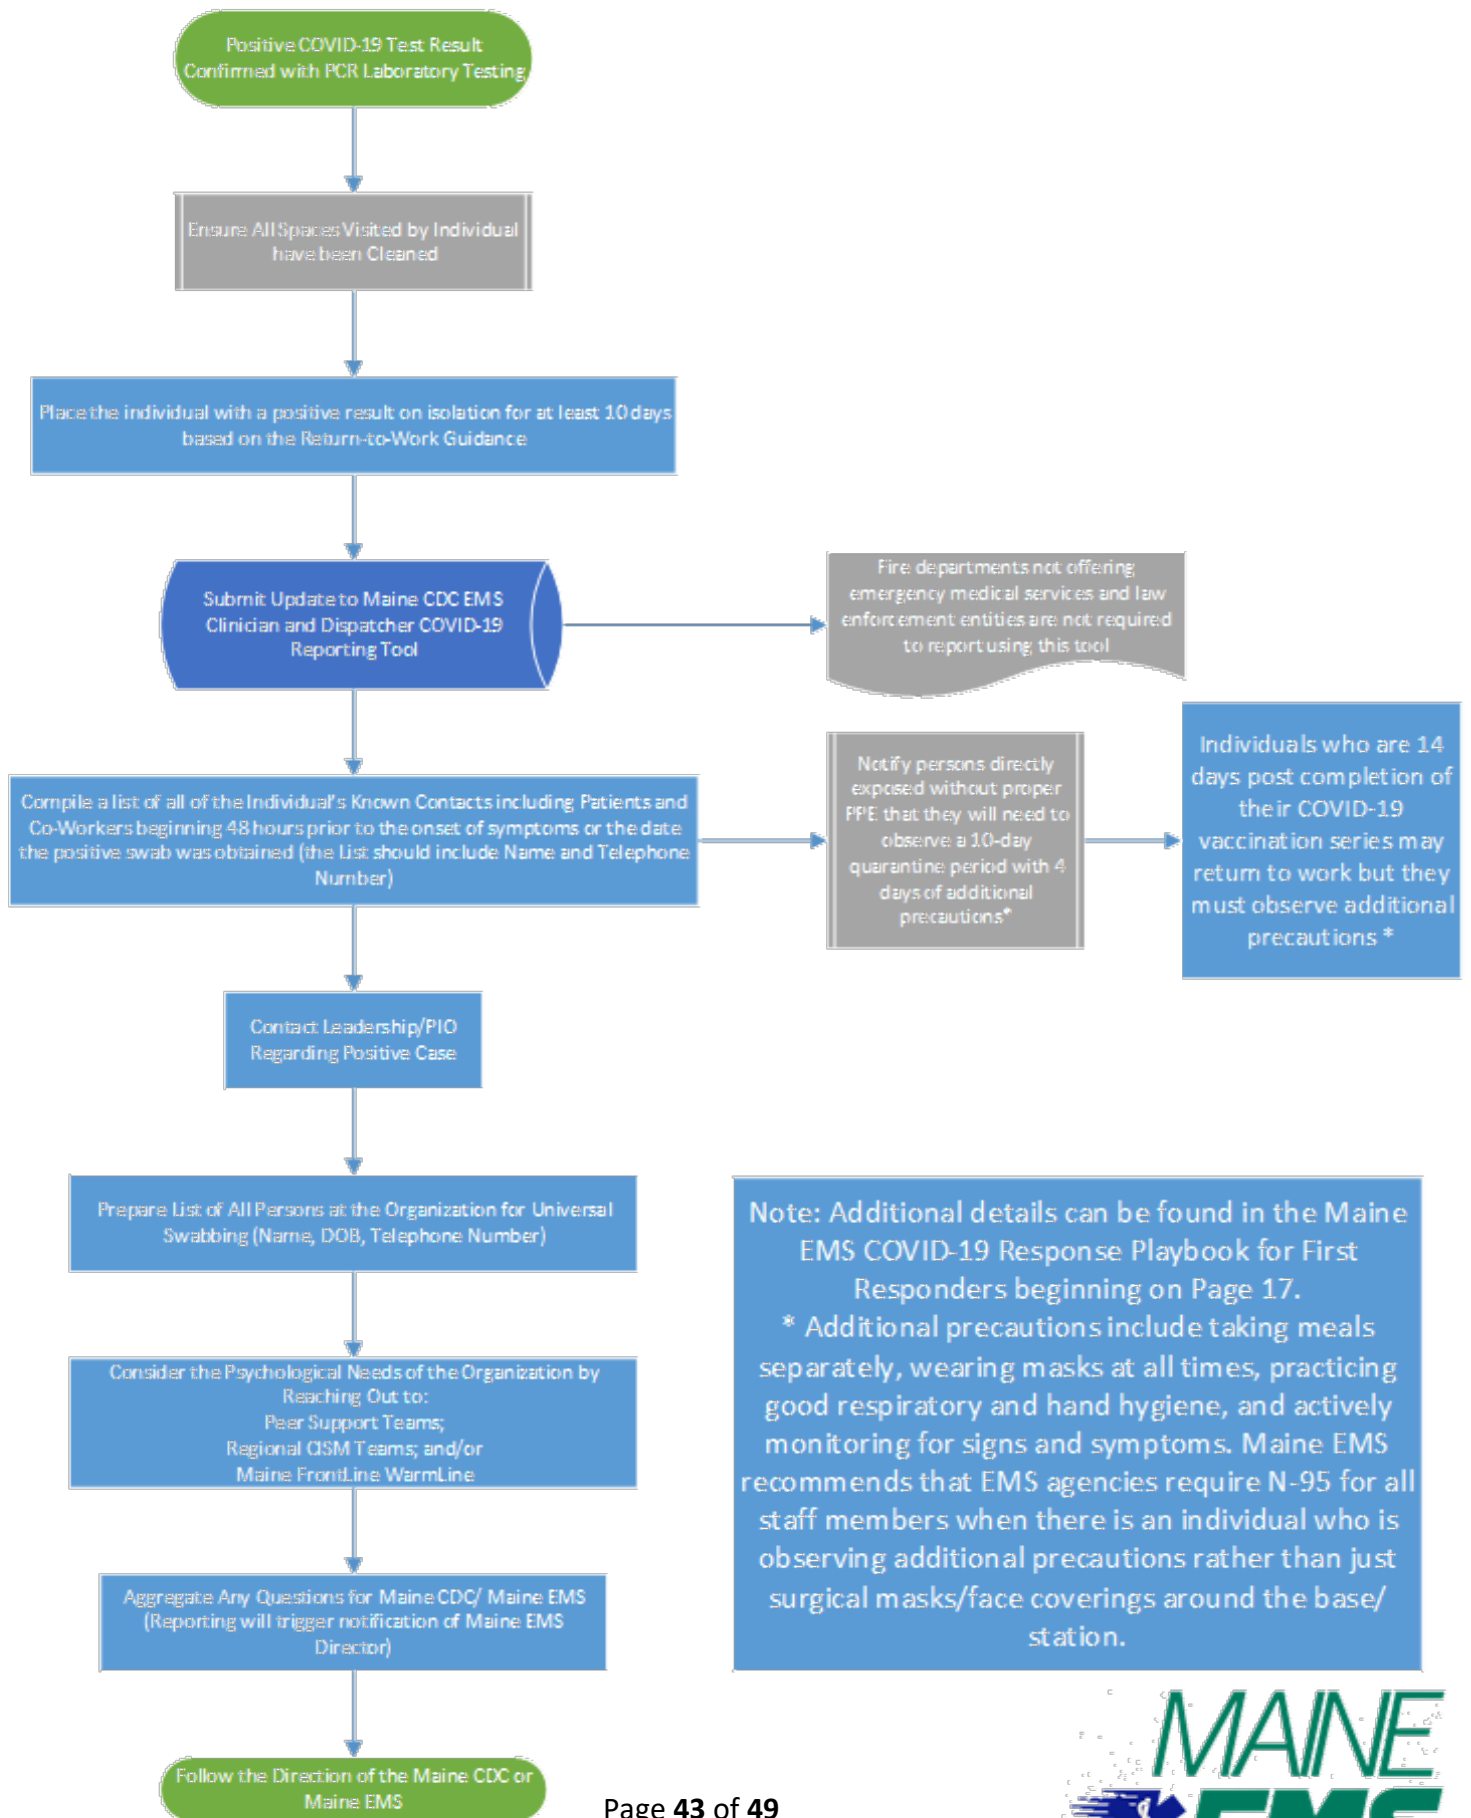 Positive COVID-19 Test Result
Confirmed with PCR Laboratory Testing
Ensure All Spaces Visited by Individual
have been Cleaned
Place the individual with a positive result on isolation for at least 10 days
based on the Return-to-Work Guidance
Submit Update to Maine CDC EMS
Clinician and Dispatcher COVID-19
Reporting Tool
Fire departments not offering
emergency medical services and law
enforcement entities are not required
to report using this tool
Compile a list of all of the Individual's Known Contacts including Patients and
Co-Workers beginning 48 hours prior to the onset of symptoms or the date
the positive swab was obtained (the List should include Name and Telephone
Number)
Notify persons directly
exposed without proper
PPE that they will need to
observe a 10-day
quarantine period with 4
days of additional
precautions*
Individuals who are 14
days post completion of
their COVID-19
vaccination series may
return to work but they
must observe additional
precautions *
Contact Leadership/PIO
Regarding Positive Case
Prepare List of All Persons at the Organization for Universal
Swabbing (Name, DOB, Telephone Number)
Consider the Psychological Needs of the Organization by
Reaching Out to:
Peer Support Teams;
Regional CISM Teams; and/or
Maine FrontLine WarmLine
Aggregate Any Questions for Maine CDC/ Maine EMS
(Reporting will trigger notification of Maine EMS
Director)
Follow the Direction of the Maine CDC or
Maine EMS
Note: Additional details can be found in the Maine
EMS COVID-19 Response Playbook for First
Responders beginning on Page 17.
* Additional precautions include taking meals
separately, wearing masks at all times, practicing
good respiratory and hand hygiene, and actively
monitoring for signs and symptoms. Maine EMS
recommends that EMS agencies require N-95 for all
staff members when there is an individual who is
observing additional precautions rather than just
surgical masks/face coverings around the base/
station.
Page 43 of 49
MAINE
EMS